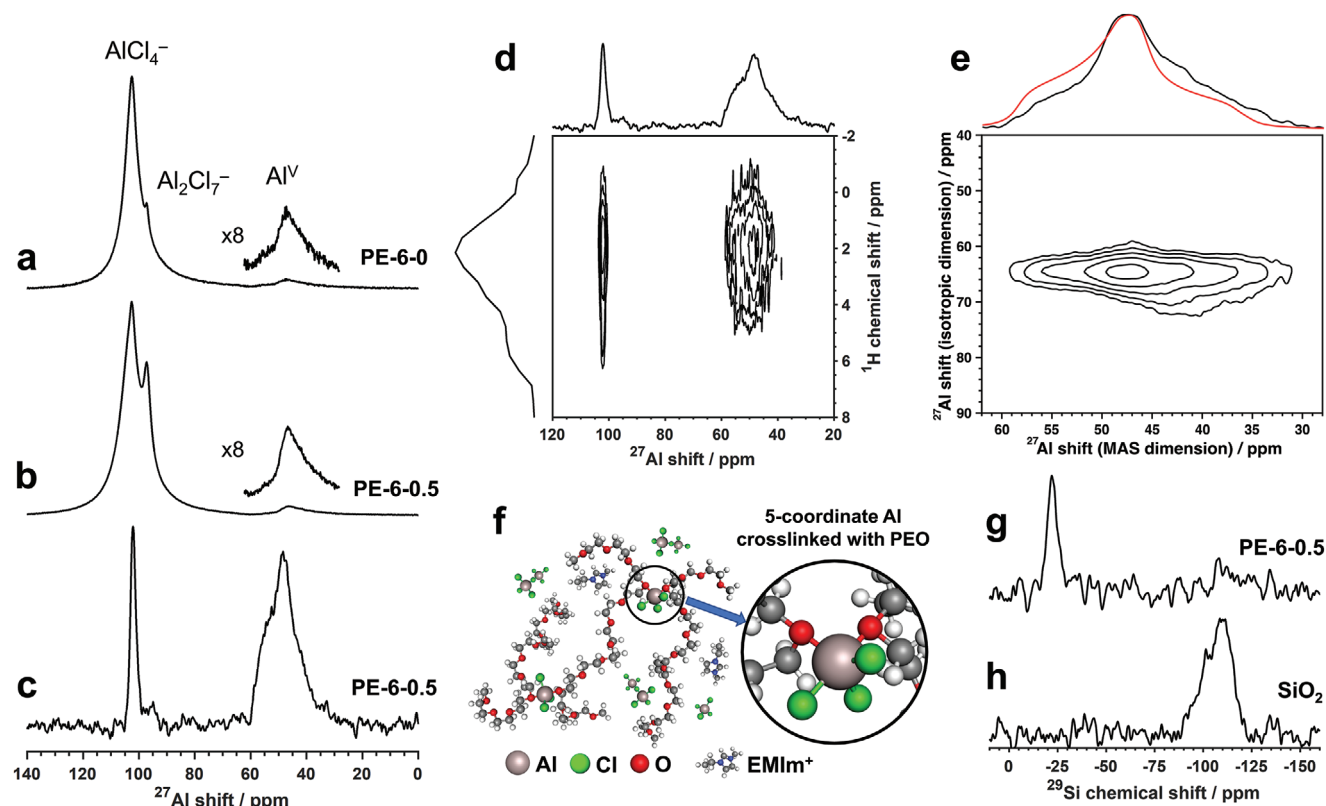 a
AlCl₄⁻
Al₂Cl₇⁻
Alⱽ
x8
PE-6-0
b
x8
PE-6-0.5
c
PE-6-0.5
140 120 100 80 60 40 20 0
²⁷Al shift / ppm
d
-2
0
2
4
6
8
¹H chemical shift / ppm
120 100 80 60 40 20
²⁷Al shift / ppm
e
40
50
60
70
80
90
²⁷Al shift (isotropic dimension) / ppm
60 55 50 45 40 35 30
²⁷Al shift (MAS dimension) / ppm
f
5-coordinate Al
crosslinked with PEO
Al Cl O EMIm⁺
g
PE-6-0.5
h
SiO₂
0 -25 -50 -75 -100 -125 -150
²⁹Si chemical shift / ppm